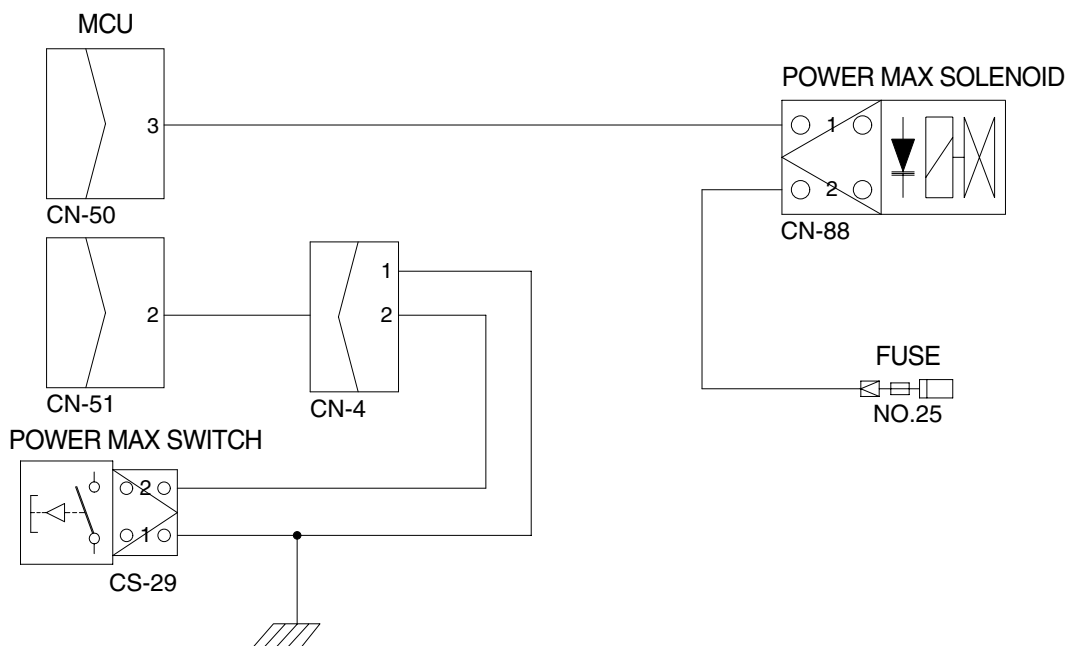 MCU
3
CN-50
POWER MAX SOLENOID
1
2
CN-88
2
CN-51
1
2
CN-4
FUSE
NO.25
POWER MAX SWITCH
2
1
CS-29